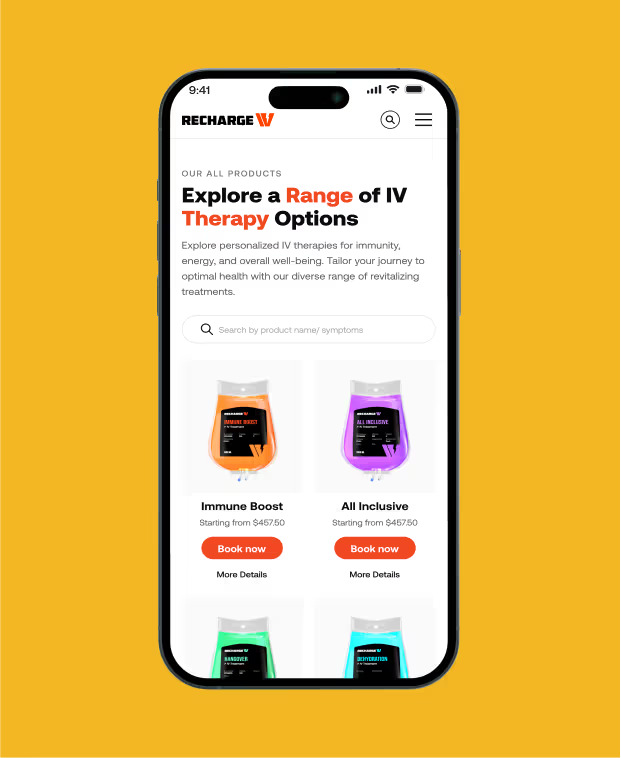 9:41
RECHARGE
OUR ALL PRODUCTS
Explore a Range of IV
Therapy Options
Explore personalized IV therapies for immunity,
energy, and overall well-being. Tailor your journey to
optimal health with our diverse range of revitalizing
treatments.
Search by product name/ symptoms
RECHARGE
IMMUNE BOOST
RECHARGE
ALL INCLUSIVE
Immune Boost
All Inclusive
Starting from $457.50
Starting from $457.50
Book now
Book now
More Details
More Details
RECHARGE
HANGOVER
RECHARGE
DEHYDRATION